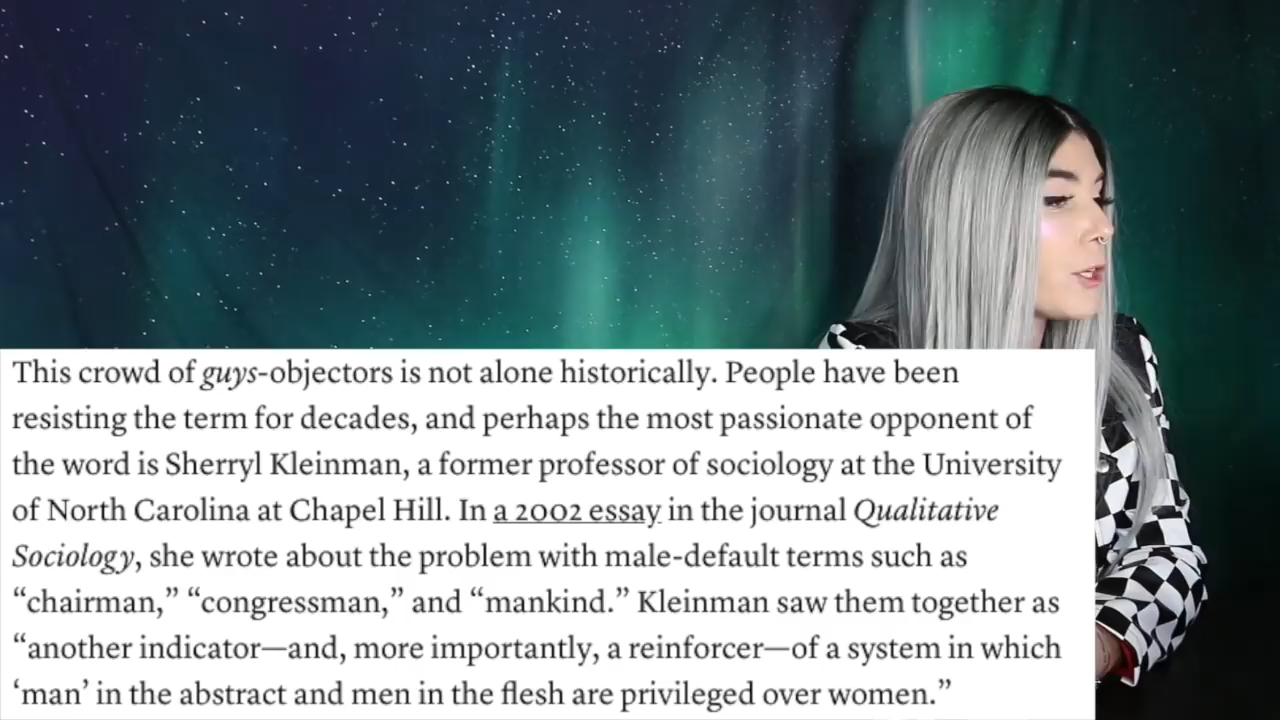 This crowd of guys-objectors is not alone historically. People have been
resisting the term for decades, and perhaps the most passionate opponent of
the word is Sherryl Kleinman, a former professor of sociology at the University
of North Carolina at Chapel Hill. In a 2002 essay in the journal Qualitative
Sociology, she wrote about the problem with male-default terms such as
“chairman,” “congressman,” and “mankind.” Kleinman saw them together as
“another indicator—and, more importantly, a reinforcer—of a system in which
‘man’ in the abstract and men in the flesh are privileged over women.”